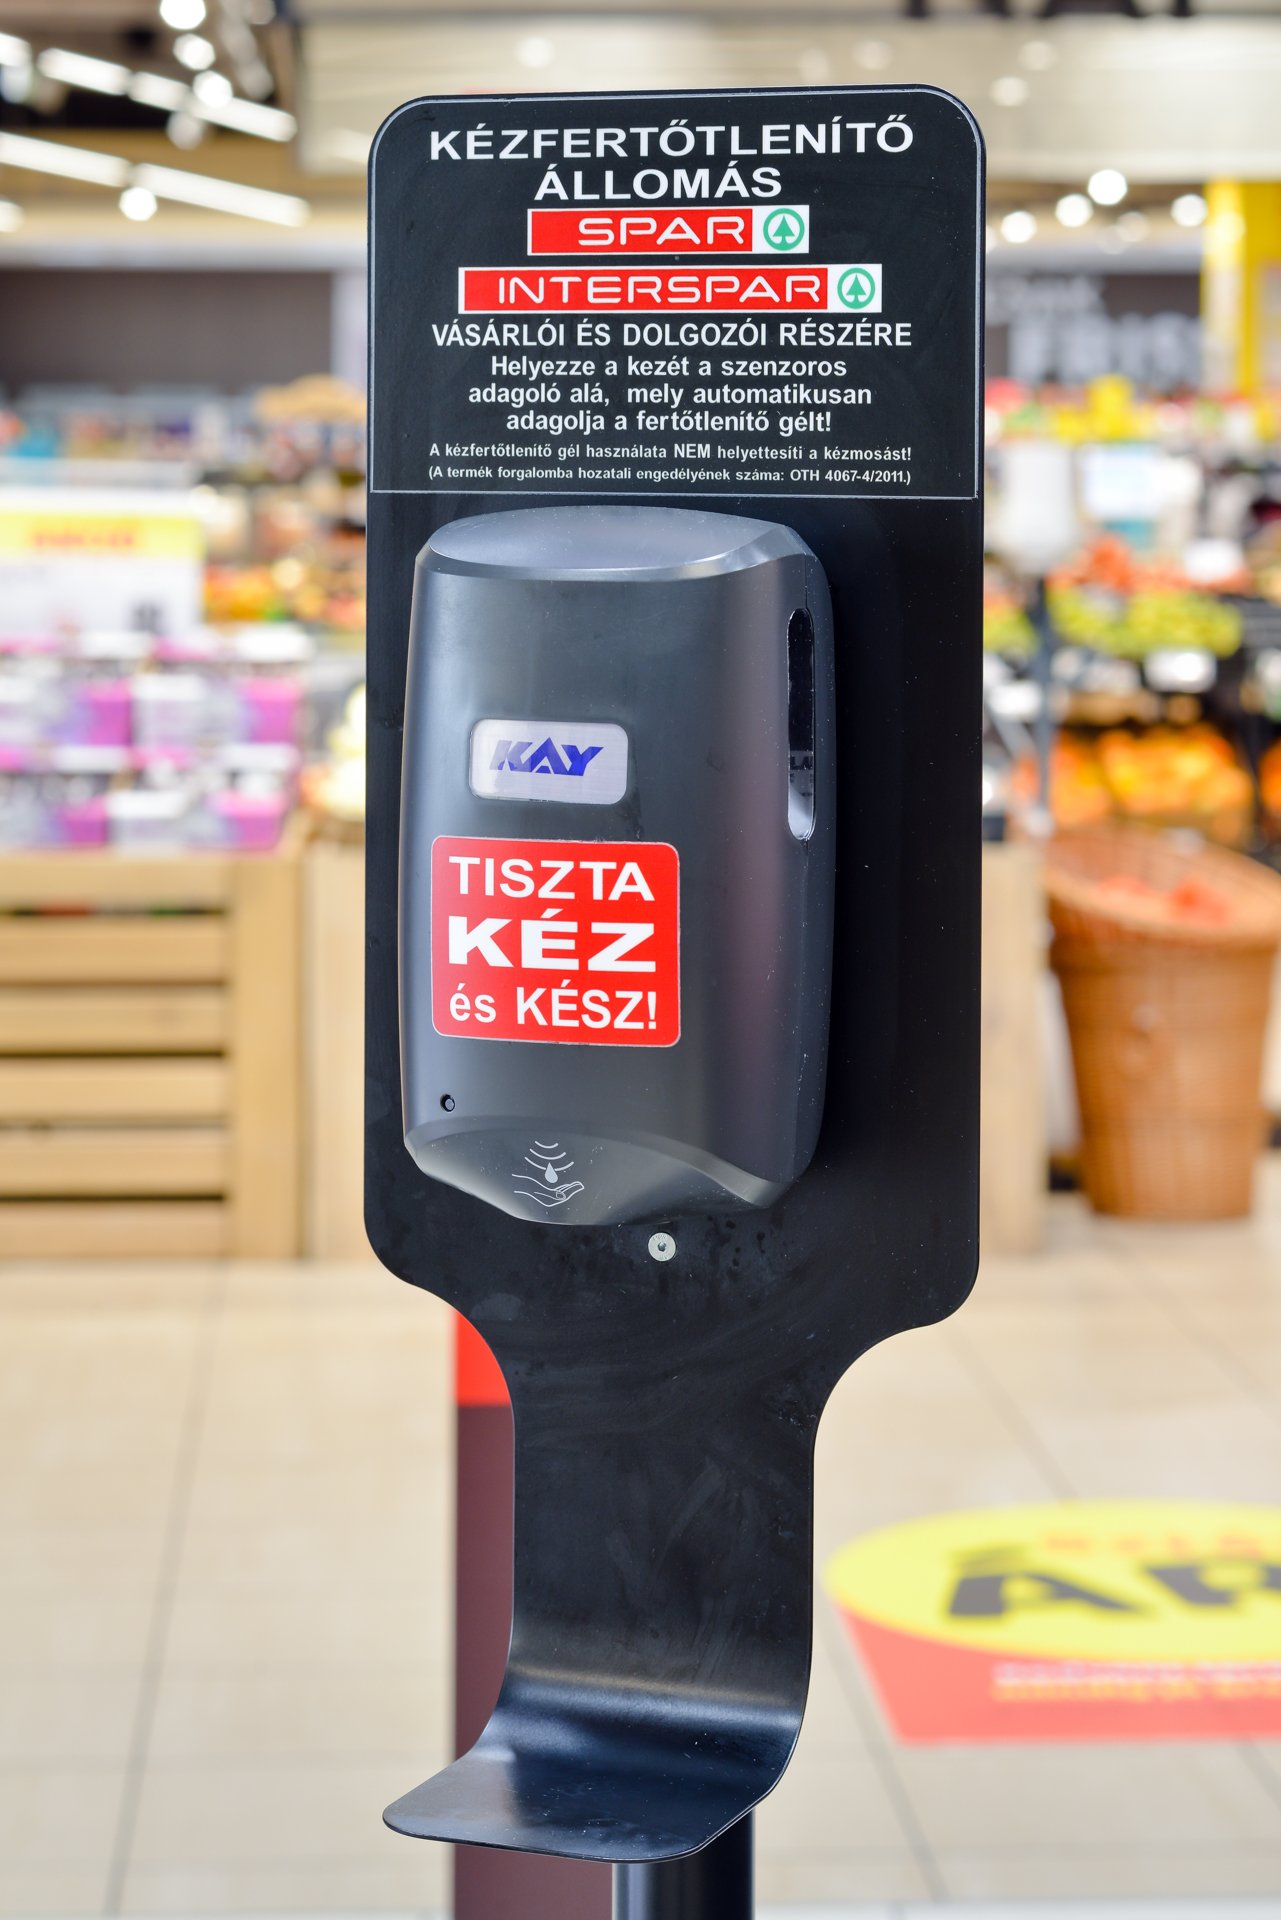 KÉZFERTŐTLENÍTŐ
ÁLLOMÁS
SPAR
INTERSPAR
VÁSÁRLÓI ÉS DOLGOZÓI RÉSZÉRE
Helyezze a kezét a szenzoros
adagoló alá, mely automatikusan
adagolja a fertőtlenítő gélt!
A kézfertőtlenítő gél használata NEM helyettesíti a kézmosást!
(A termék forgalomba hozatali engedélyének száma: OTH 4067-4/2011.)
KAY
TISZTA
KÉZ
és KÉSZ!